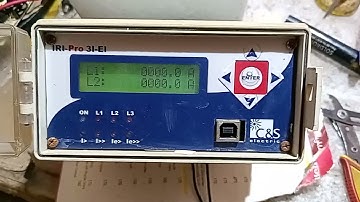 IRI-Pro 3I-EI
L1: 0000.0 A
L2: 0000.0 A
ENTER
ON L1 L2 L3
I> I>> Ie> Ie>>
C&S
electric